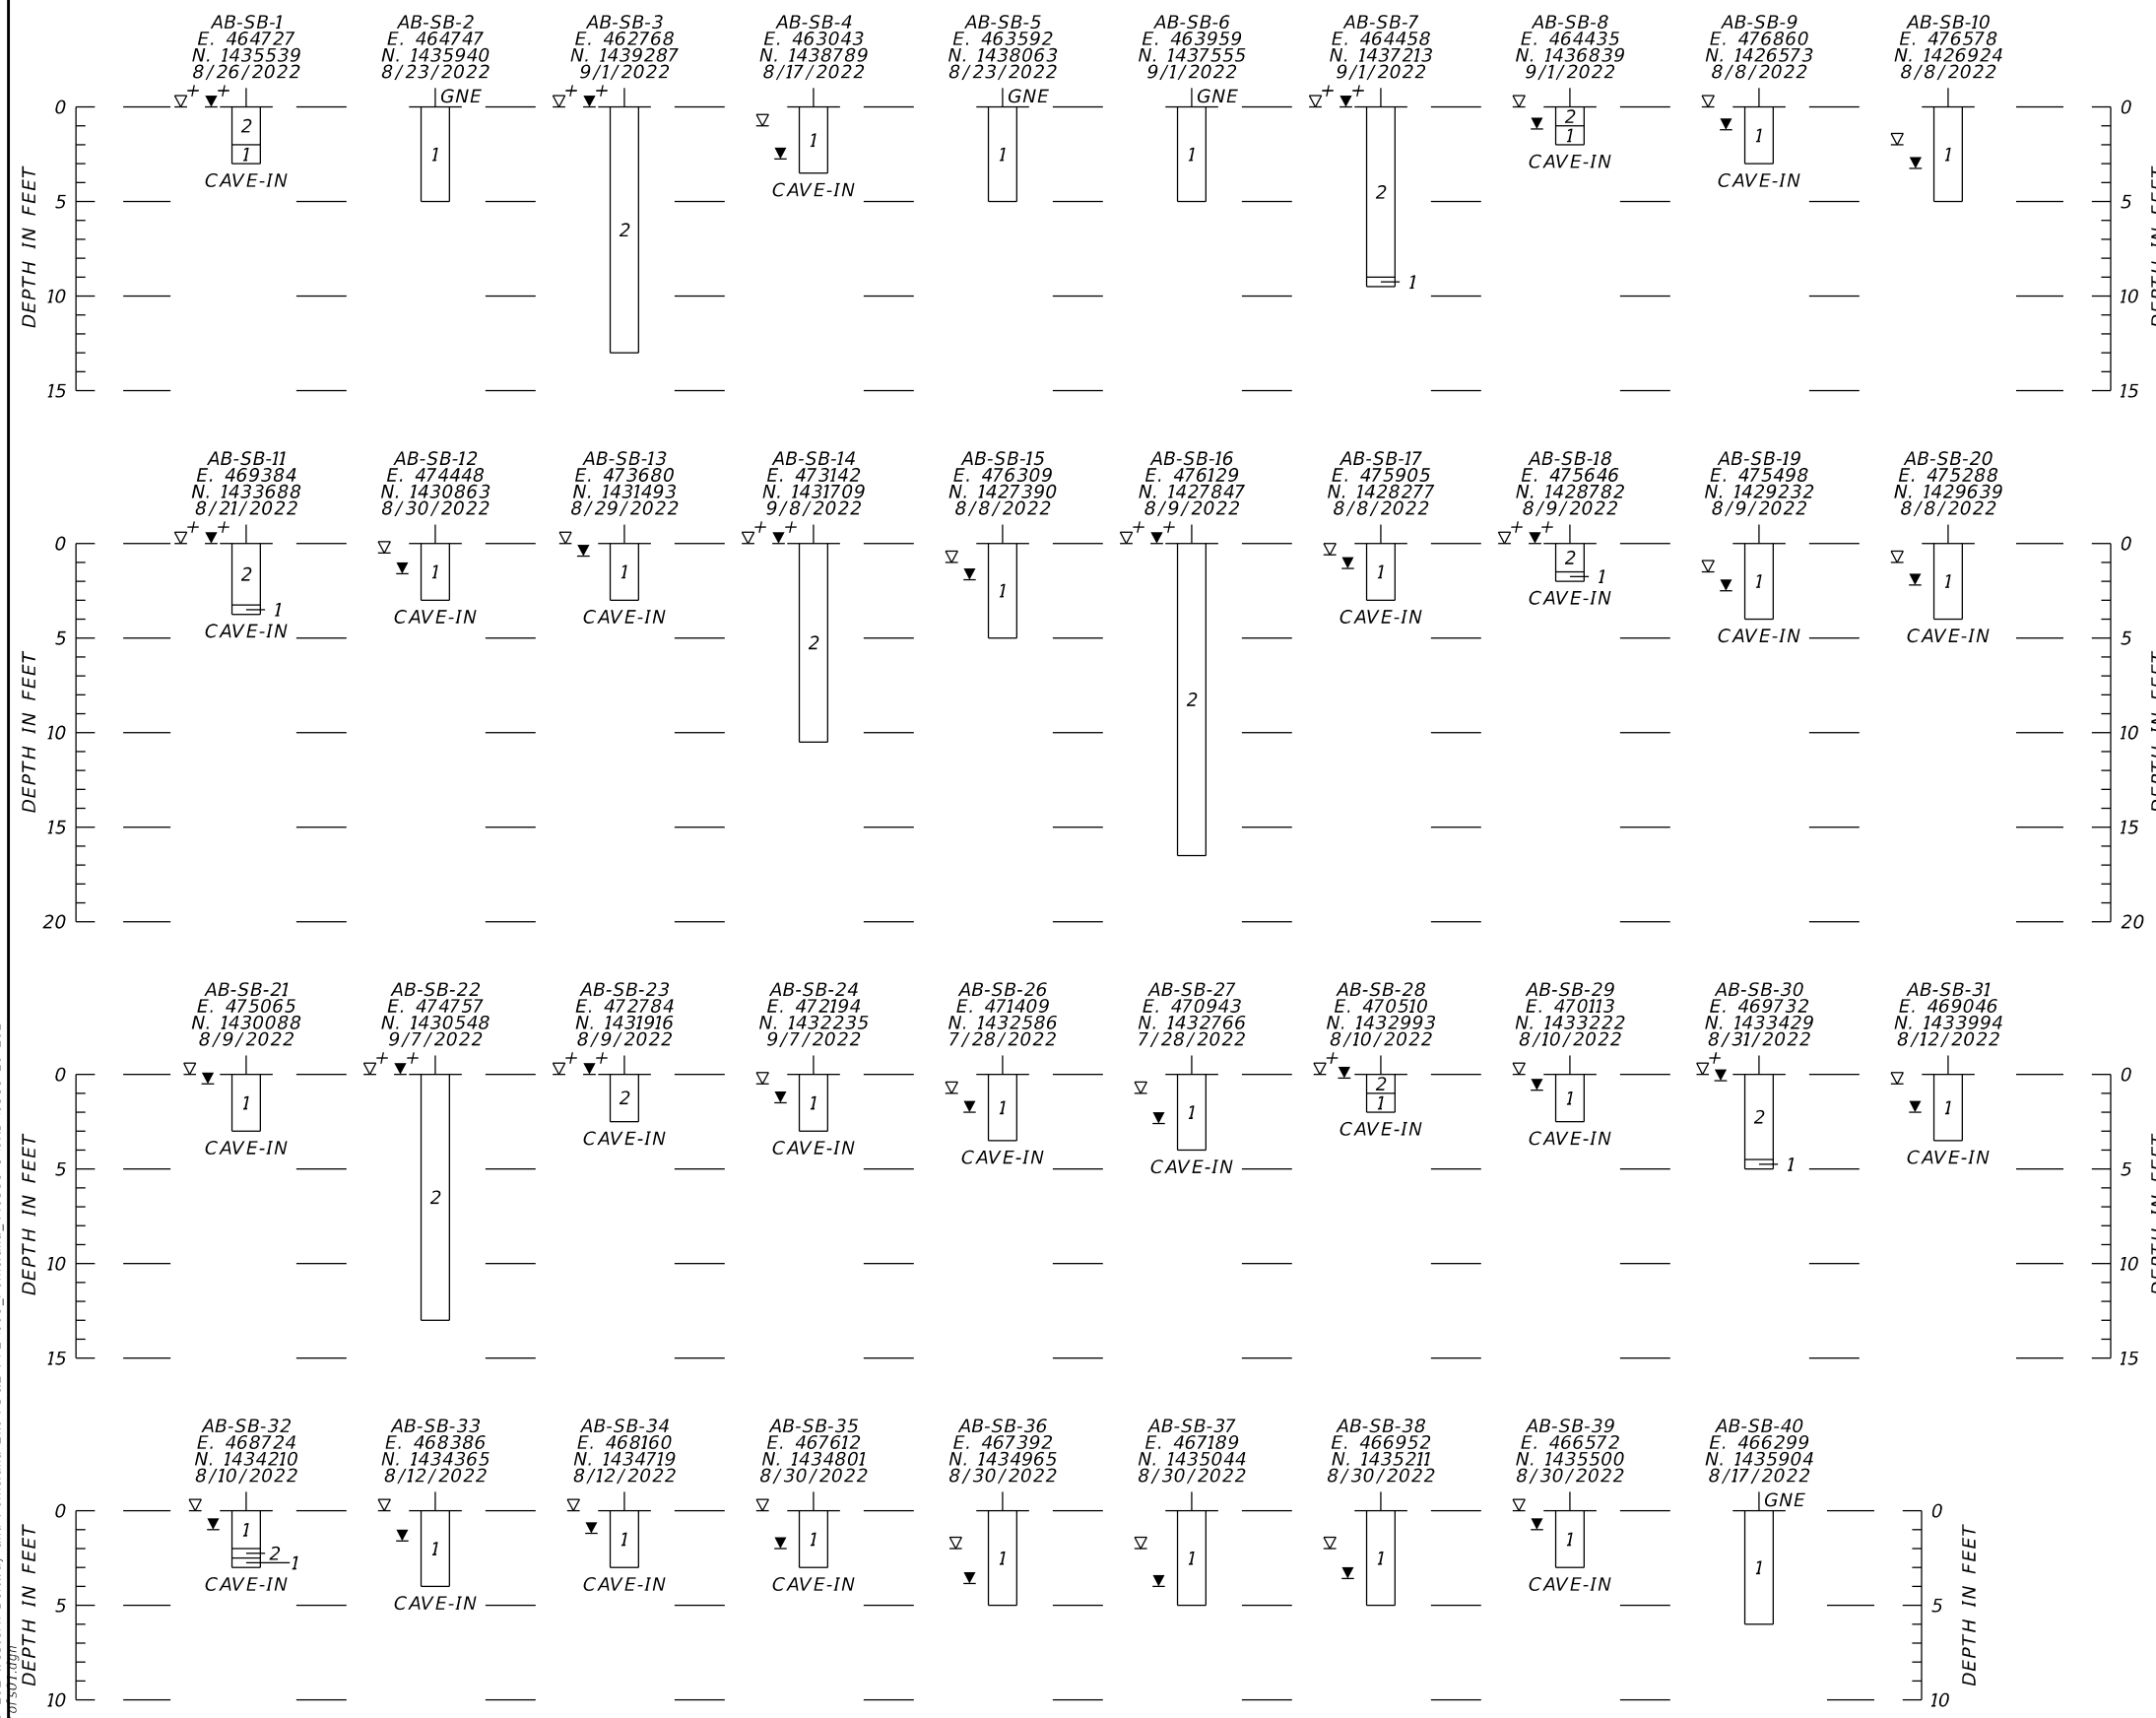 AB-SB-1
E. 464727
N. 1435539
8/26/2022
AB-SB-2
E. 464747
N. 1435940
8/23/2022
AB-SB-3
E. 462768
N. 1439287
9/1/2022
AB-SB-4
E. 463043
N. 1438789
8/17/2022
AB-SB-5
E. 463592
N. 1438063
8/23/2022
AB-SB-6
E. 463959
N. 1437555
9/1/2022
AB-SB-7
E. 464458
N. 1437213
9/1/2022
AB-SB-8
E. 464435
N. 1436839
9/1/2022
AB-SB-9
E. 476860
N. 1426573
8/8/2022
AB-SB-10
E. 476578
N. 1426924
8/8/2022
DEPTH IN FEET
0
5
10
15
+ +
2
1
CAVE-IN
GNE
1
+ +
2
1
CAVE-IN
GNE
1
GNE
1
+ +
2
1
2
1
CAVE-IN
1
CAVE-IN
1
0
5
10
15
DEPTH IN FEET
AB-SB-11
E. 469384
N. 1433688
8/21/2022
AB-SB-12
E. 474448
N. 1430863
8/30/2022
AB-SB-13
E. 473680
N. 1431493
8/29/2022
AB-SB-14
E. 473142
N. 1431709
9/8/2022
AB-SB-15
E. 476309
N. 1427390
8/8/2022
AB-SB-16
E. 476129
N. 1427847
8/9/2022
AB-SB-17
E. 475905
N. 1428277
8/8/2022
AB-SB-18
E. 475646
N. 1428782
8/9/2022
AB-SB-19
E. 475498
N. 1429232
8/9/2022
AB-SB-20
E. 475288
N. 1429639
8/8/2022
DEPTH IN FEET
0
5
10
15
20
+ +
2
1
CAVE-IN
1
CAVE-IN
1
CAVE-IN
+ +
2
1
+ +
2
1
CAVE-IN
+ +
2
1
CAVE-IN
1
CAVE-IN
1
CAVE-IN
0
5
10
15
20
DEPTH IN FEET
AB-SB-21
E. 475065
N. 1430088
8/9/2022
AB-SB-22
E. 474757
N. 1430548
9/7/2022
AB-SB-23
E. 472784
N. 1431916
8/9/2022
AB-SB-24
E. 472194
N. 1432235
9/7/2022
AB-SB-26
E. 471409
N. 1432586
7/28/2022
AB-SB-27
E. 470943
N. 1432766
7/28/2022
AB-SB-28
E. 470510
N. 1432993
8/10/2022
AB-SB-29
E. 470113
N. 1433222
8/10/2022
AB-SB-30
E. 469732
N. 1433429
8/31/2022
AB-SB-31
E. 469046
N. 1433994
8/12/2022
DEPTH IN FEET
0
5
10
15
1
CAVE-IN
+ +
2
+ +
2
CAVE-IN
1
CAVE-IN
1
CAVE-IN
1
CAVE-IN
+
2
1
CAVE-IN
1
CAVE-IN
+
2
1
1
CAVE-IN
0
5
10
15
DEPTH IN FEET
AB-SB-32
E. 468724
N. 1434210
8/10/2022
AB-SB-33
E. 468386
N. 1434365
8/12/2022
AB-SB-34
E. 468160
N. 1434719
8/12/2022
AB-SB-35
E. 467612
N. 1434801
8/30/2022
AB-SB-36
E. 467392
N. 1434965
8/30/2022
AB-SB-37
E. 467189
N. 1435044
8/30/2022
AB-SB-38
E. 466952
N. 1435211
8/30/2022
AB-SB-39
E. 466572
N. 1435500
8/30/2022
AB-SB-40
E. 466299
N. 1435904
8/17/2022
DEPTH IN FEET
0
5
10
1
2
1
CAVE-IN
1
CAVE-IN
1
CAVE-IN
1
CAVE-IN
1
1
1
1
CAVE-IN
GNE
1
0
5
10
DEPTH IN FEET